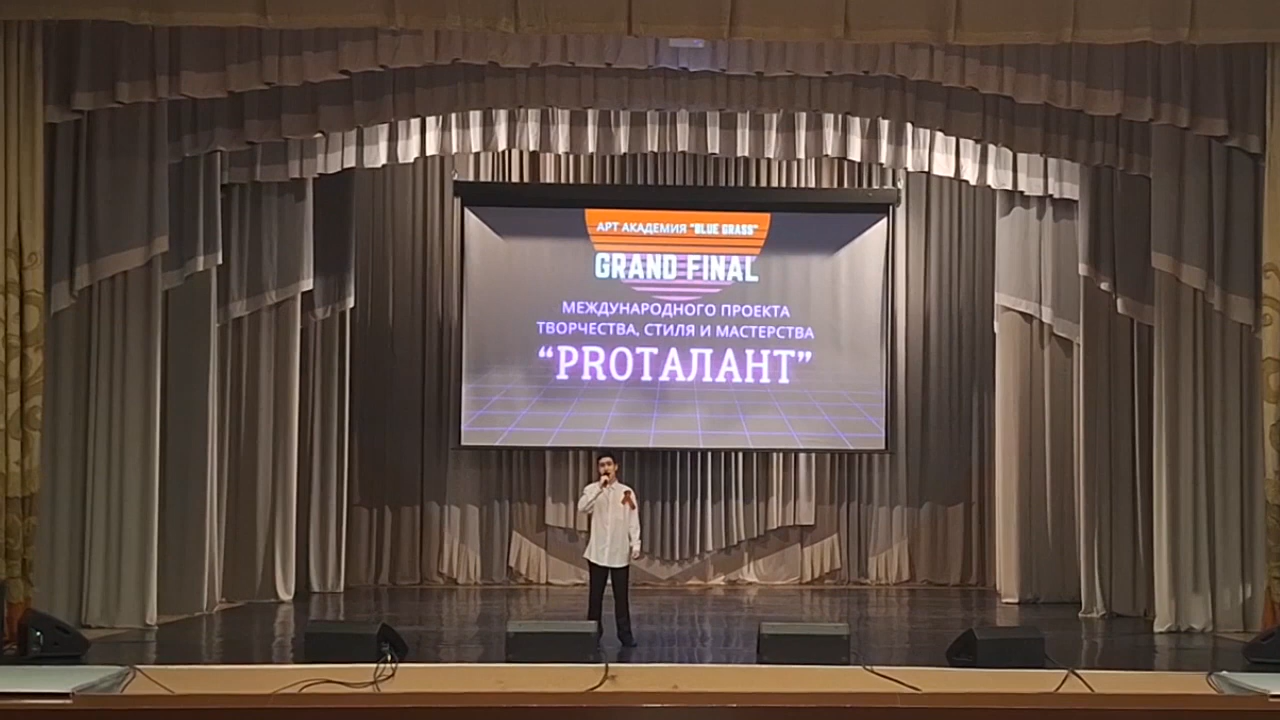 АРТ АКАДЕМИЯ "BLUE GRASS"
GRAND FINAL
МЕЖДУНАРОДНОГО ПРОЕКТА
ТВОРЧЕСТВА, СТИЛЯ И МАСТЕРСТВА
“PROТАЛАНТ”